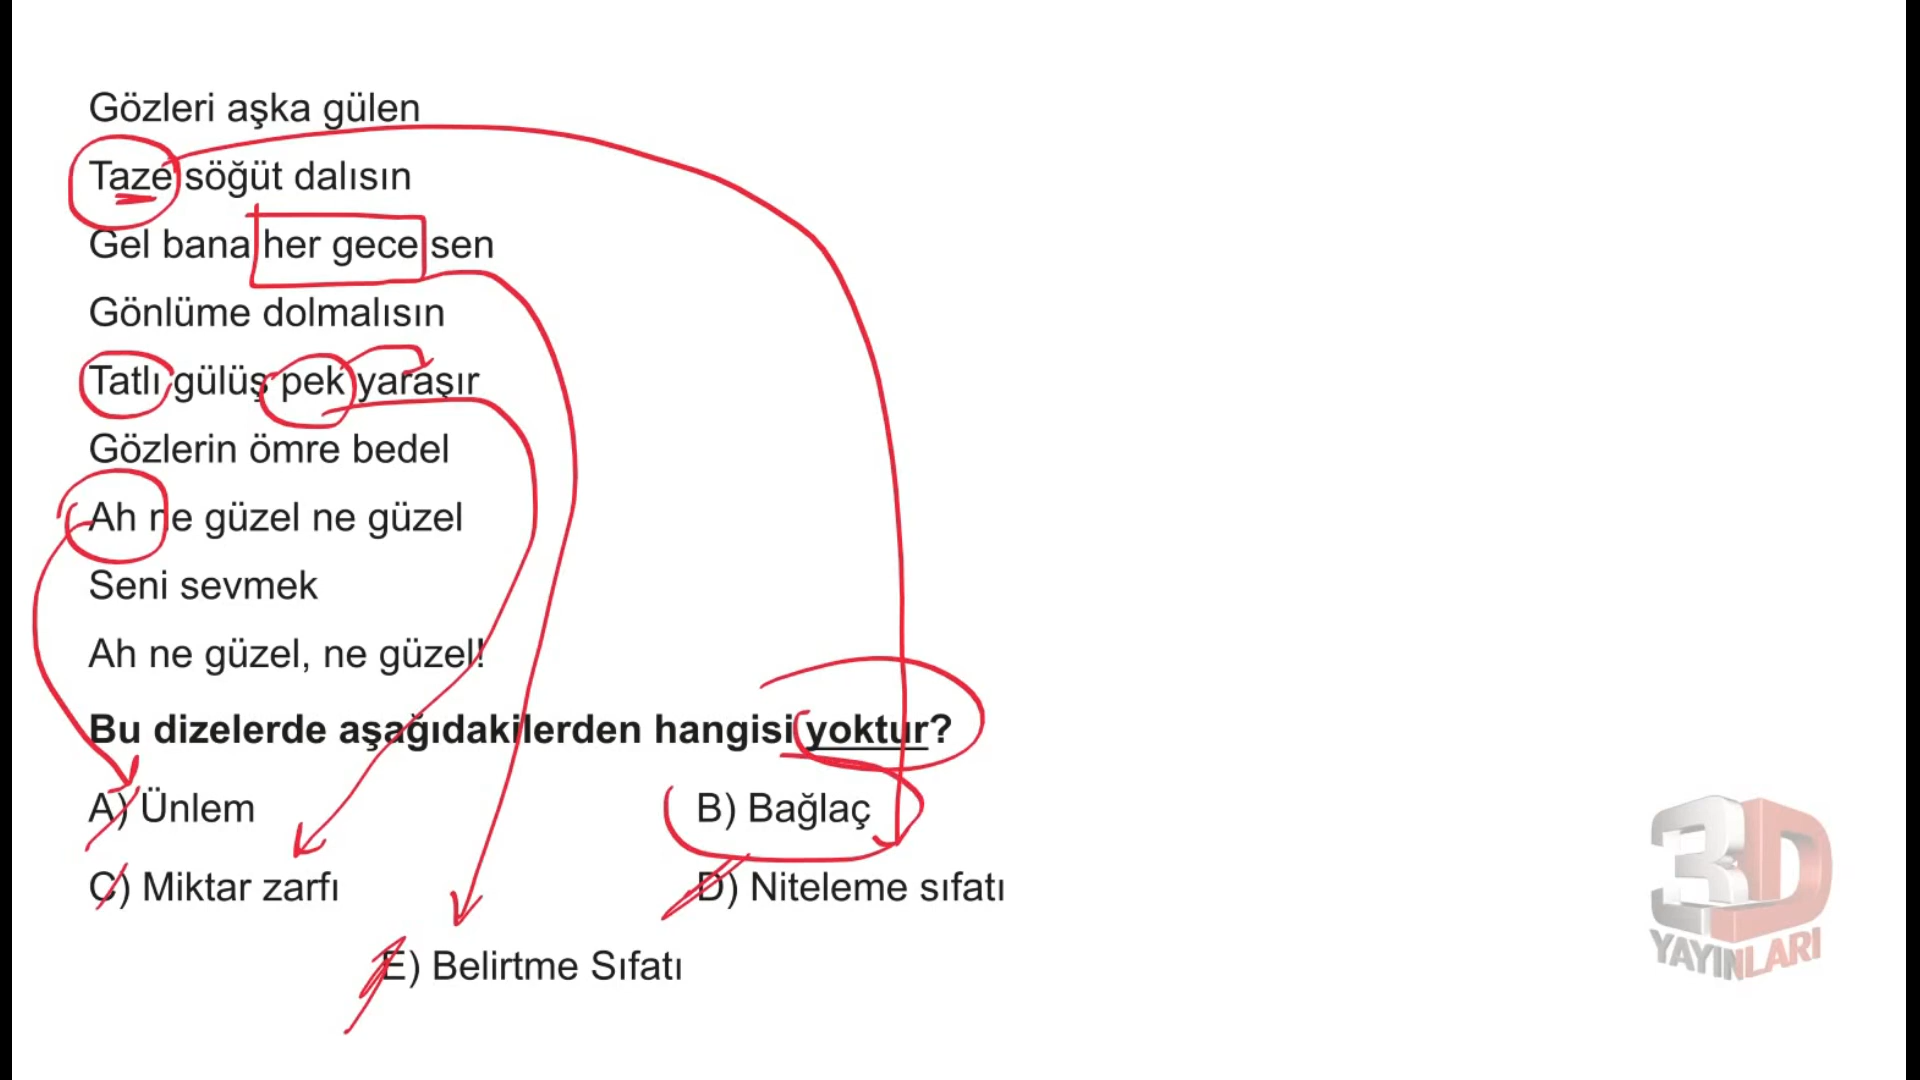 Gözleri aşka gülen
Taze söğüt dalısın
Gel bana her gece sen
Gönlüme dolmalısın
Tatlı gülüş pek yaraşır
Gözlerin ömre bedel
Ah ne güzel ne güzel
Seni sevmek
Ah ne güzel, ne güzel!
Bu dizelerde aşağıdakilerden hangisi yoktur?
A) Ünlem B) Bağlaç
C) Miktar zarfı D) Niteleme sıfatı
E) Belirtme Sıfatı
3D
YAYINLARI